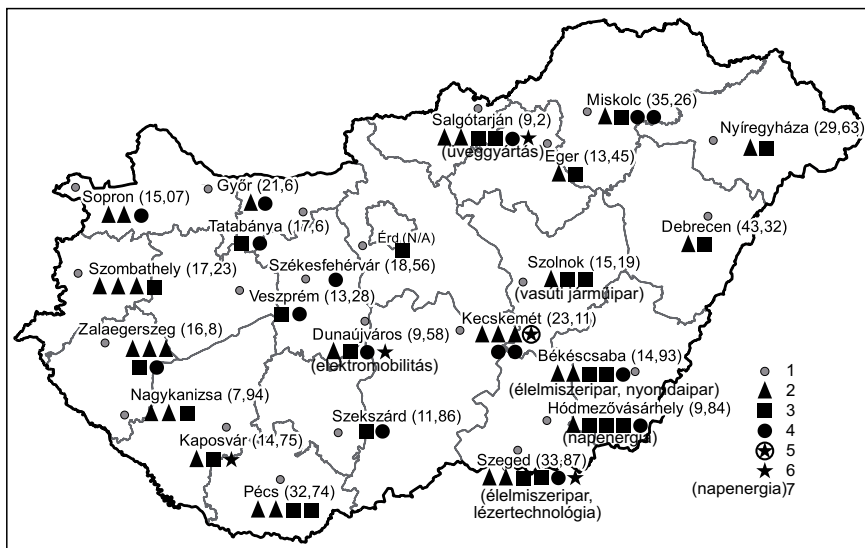 Miskolc (35,26)
Salgótarján (9,2)
(üveggyártás)
Nyíregyháza (29,63)
Eger (13,45)
Sopron (15,07)
Győr (21,6)
Tatabánya (17,6)
Érd (N/A)
Debrecen (43,32)
Szombathely (17,23)
Székesfehérvár (18,56)
Szolnok (15,19)
(vasúti járműipar)
Veszprém (13,28)
Zalaegerszeg (16,8)
Dunaújváros (9,58)
(elektromobilitás)
Kecskemét (23,11)
Békéscsaba (14,93)
(élelmiszeripar, nyomdaipar)
Nagykanizsa (7,94)
Szekszárd (11,86)
Hódmezővásárhely (9,84)
(napenergia)
Kaposvár (14,75)
Szeged (33,87)
(élelmiszeripar,
lézertechnológia)
Pécs (32,74)
1
2
3
4
5
6
(napenergia)7